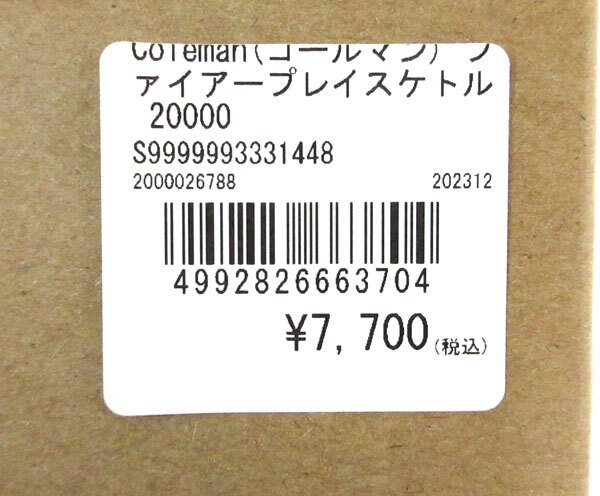 Coleman(コールマン) フ
ァイアープレイスケトル
20000
S9999993331448
2000026788 202312
4992826663704
¥7,700(税込)